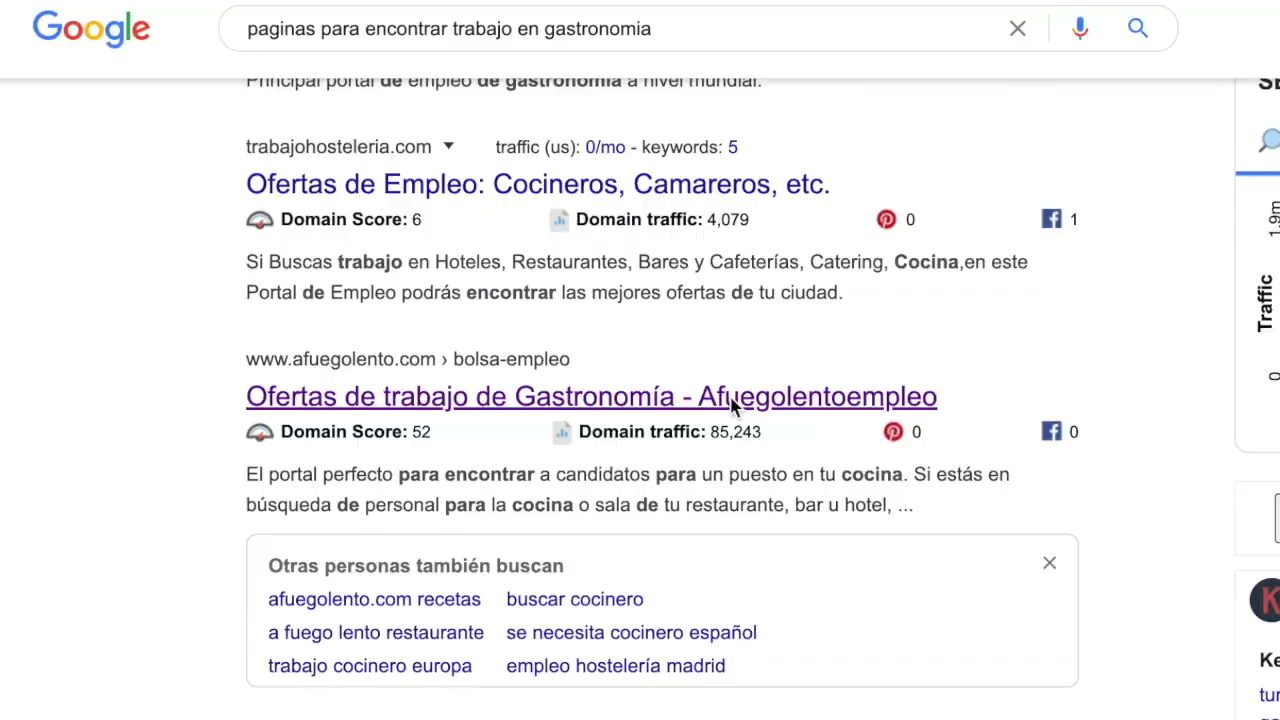 Google
paginas para encontrar trabajo en gastronomia
Principal portal de empleo de gastronomía a nivel mundial.
trabajohosteleria.com traffic (us): 0/mo - keywords: 5
Ofertas de Empleo: Cocineros, Camareros, etc.
Domain Score: 6 Domain traffic: 4,079 0 1
Si Buscas trabajo en Hoteles, Restaurantes, Bares y Cafeterías, Catering, Cocina,en este
Portal de Empleo podrás encontrar las mejores ofertas de tu ciudad.
www.afuegolento.com › bolsa-empleo
Ofertas de trabajo de Gastronomía - Afuegolentoempleo
Domain Score: 52 Domain traffic: 85,243 0 0
El portal perfecto para encontrar a candidatos para un puesto en tu cocina. Si estás en
búsqueda de personal para la cocina o sala de tu restaurante, bar u hotel, ...
Otras personas también buscan
afuegolento.com recetas buscar cocinero
a fuego lento restaurante se necesita cocinero español
trabajo cocinero europa empleo hostelería madrid
SE
1.9m
Traffic
0
K
Ke
tur